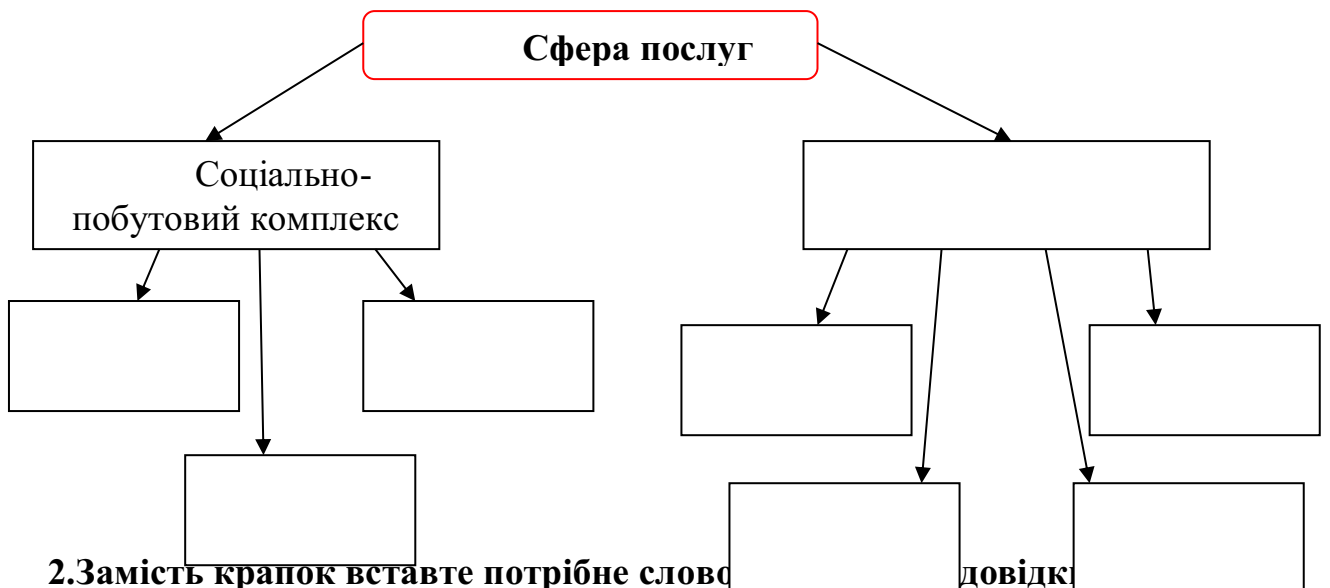 Сфера послуг
Соціально-
побутовий комплекс
2.Замість крапок вставте потрібне слово довідк